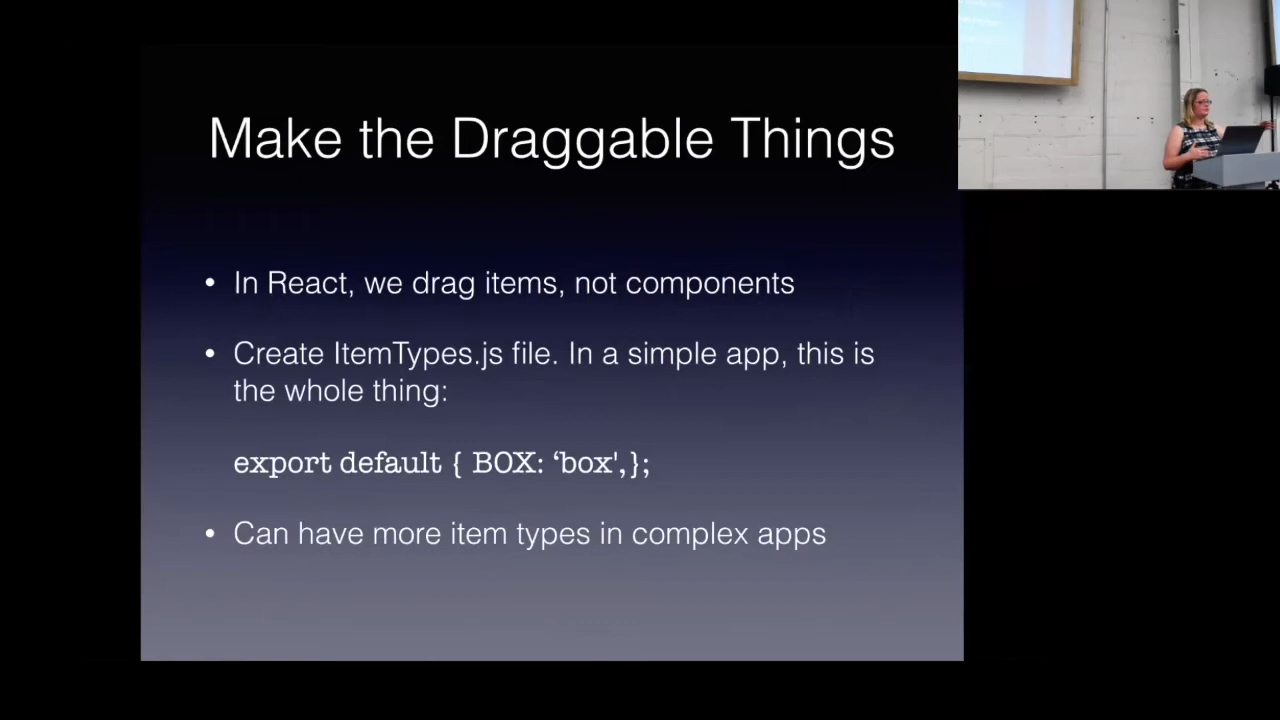 Make the Draggable Things
• In React, we drag items, not components
• Create ItemTypes.js file. In a simple app, this is
the whole thing:
export default { BOX: ‘box',};
• Can have more item types in complex apps